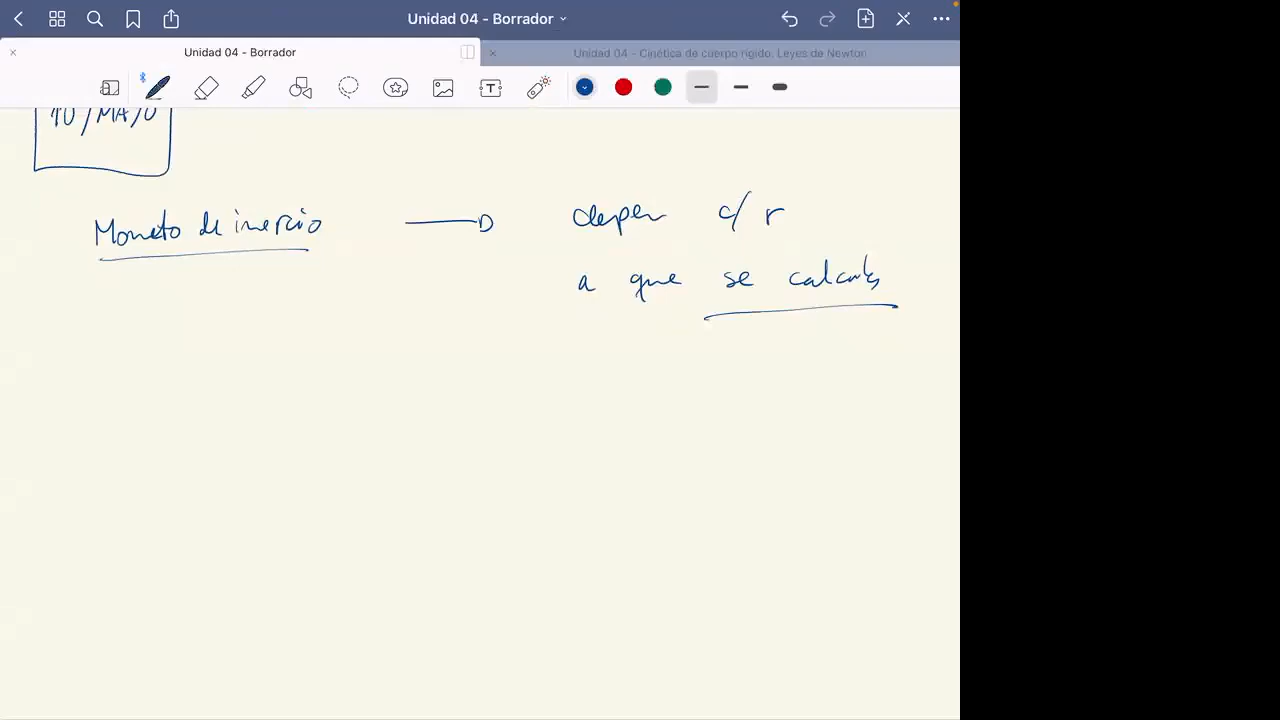 Unidad 04 - Borrador
Unidad 04 - Borrador
Unidad 04 - Cinética de cuerpo rígido. Leyes de Newton
T
10/MAYO
Moneto de inercia → depen c/ r
a que se calcula